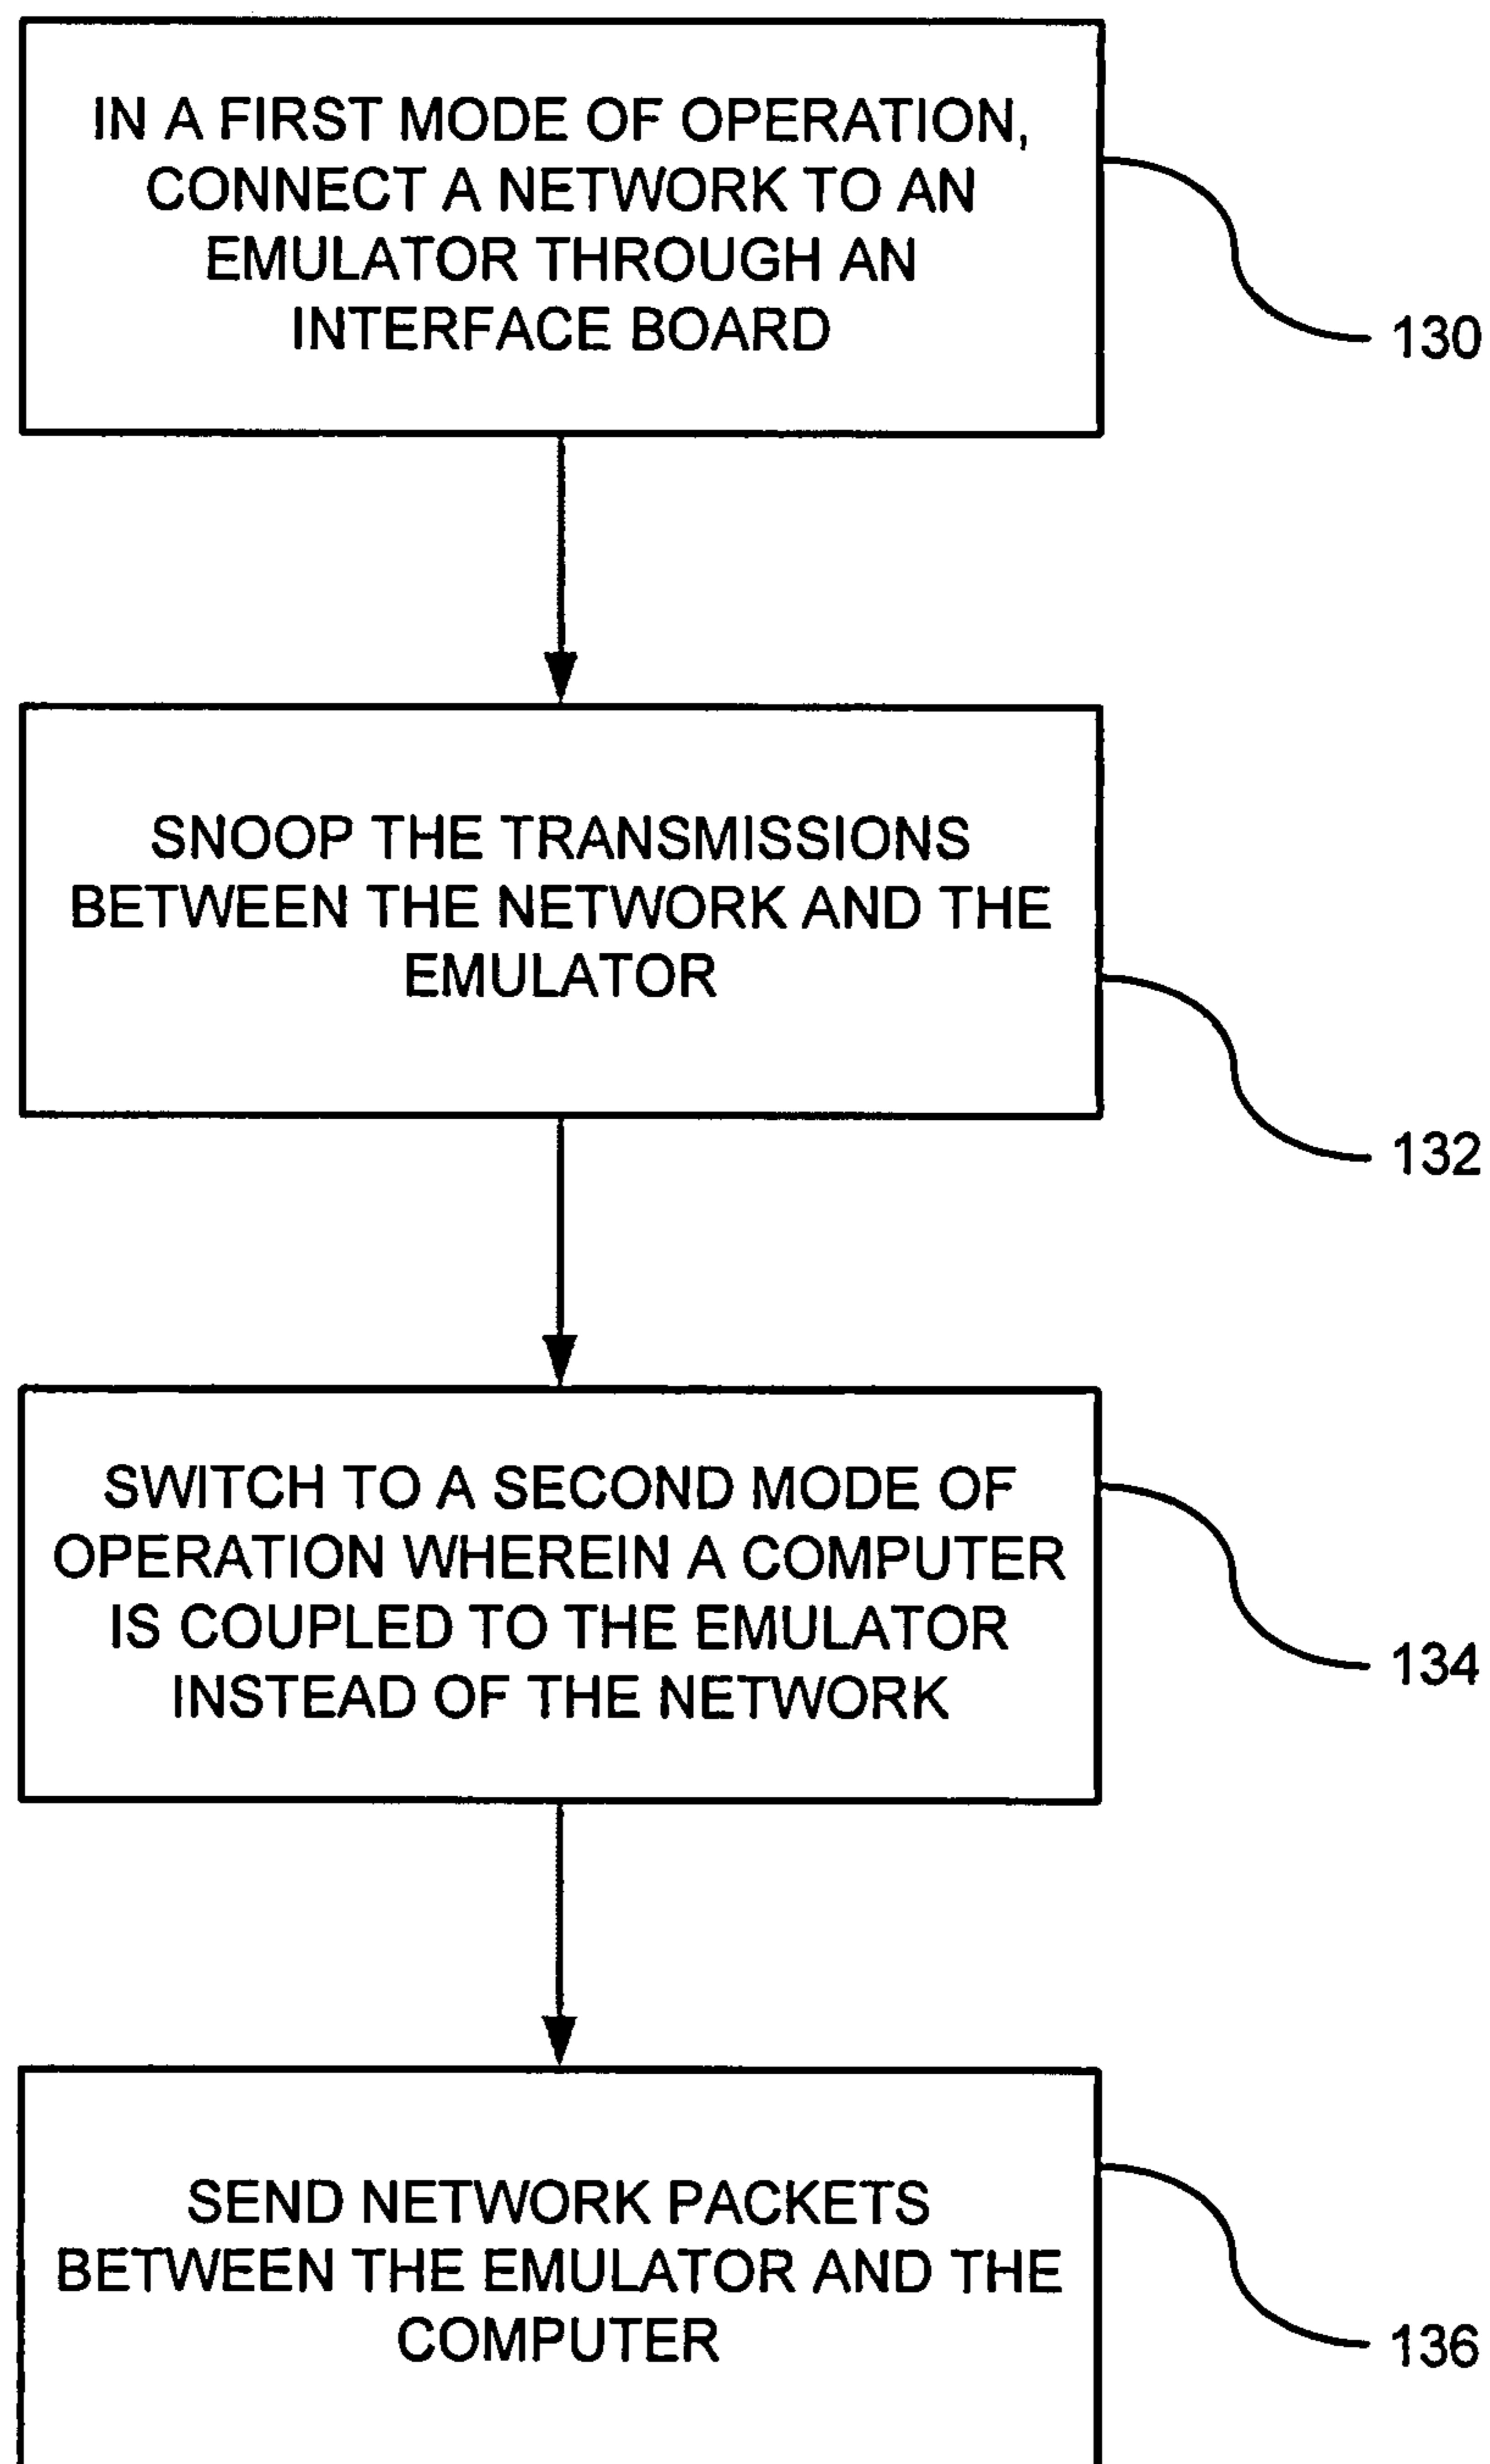 IN A FIRST MODE OF OPERATION,
CONNECT A NETWORK TO AN
EMULATOR THROUGH AN
INTERFACE BOARD
130
SNOOP THE TRANSMISSIONS
BETWEEN THE NETWORK AND THE
EMULATOR
132
SWITCH TO A SECOND MODE OF
OPERATION WHEREIN A COMPUTER
IS COUPLED TO THE EMULATOR
INSTEAD OF THE NETWORK
134
SEND NETWORK PACKETS
BETWEEN THE EMULATOR AND THE
COMPUTER
136